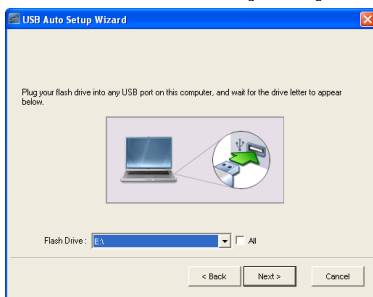 USB Auto Setup Wizard
Plug your flash drive into any USB port on this computer, and wait for the drive letter to appear
below.
Flash Drive : E:\
All
< Back
Next >
Cancel